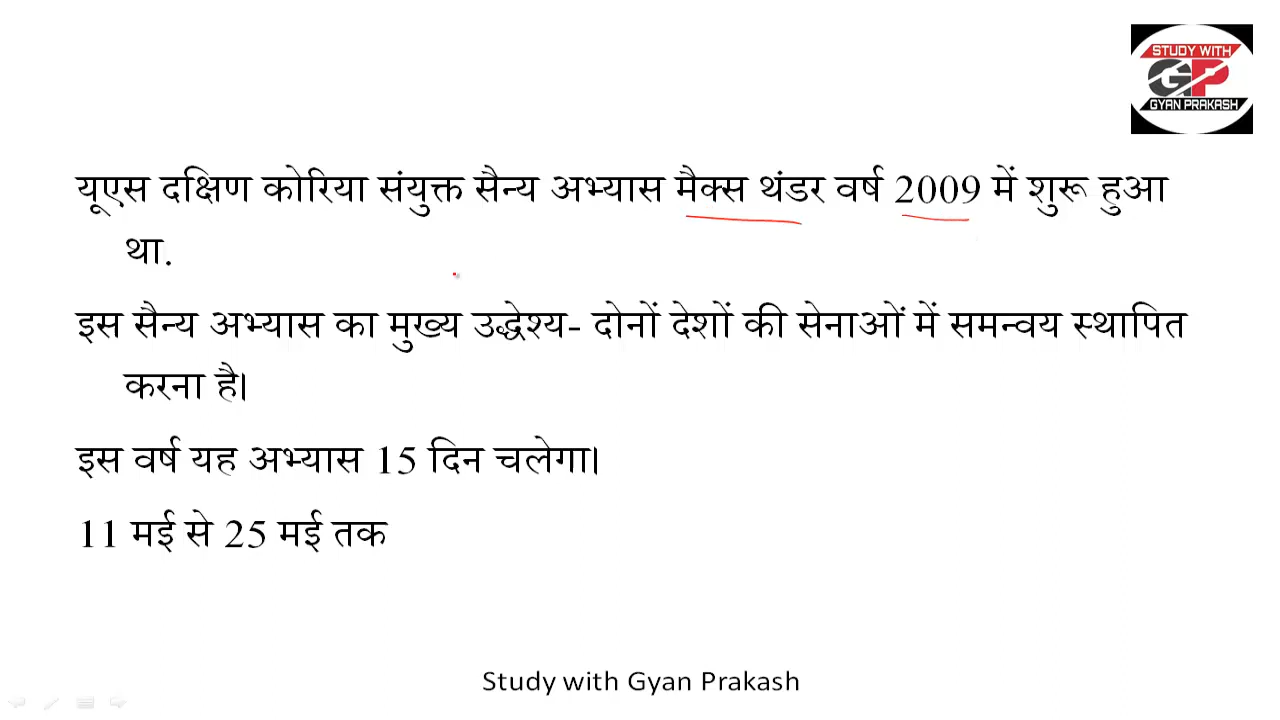 STUDY WITH
GP
GYAN PRAKASH
यूएस दक्षिण कोरिया संयुक्त सैन्य अभ्यास मैक्स थंडर वर्ष 2009 में शुरू हुआ
था.
इस सैन्य अभ्यास का मुख्य उद्धेश्य- दोनों देशों की सेनाओं में समन्वय स्थापित
करना है।
इस वर्ष यह अभ्यास 15 दिन चलेगा।
11 मई से 25 मई तक
Study with Gyan Prakash